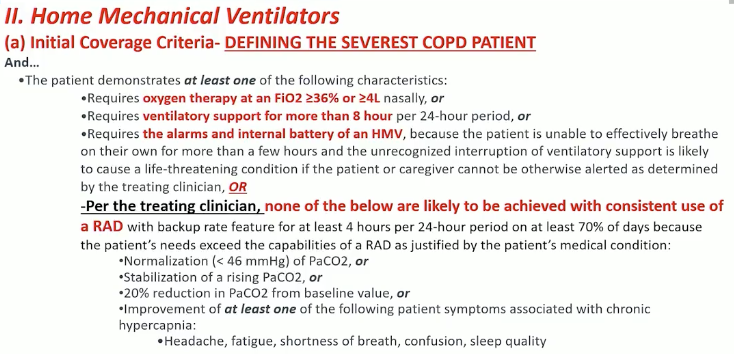 II. Home Mechanical Ventilators
(a) Initial Coverage Criteria- DEFINING THE SEVEREST COPD PATIENT
And...
•The patient demonstrates at least one of the following characteristics:
•Requires oxygen therapy at an FiO2 ≥36% or ≥4L nasally, or
•Requires ventilatory support for more than 8 hour per 24-hour period, or
•Requires the alarms and internal battery of an HMV, because the patient is unable to effectively breathe
on their own for more than a few hours and the unrecognized interruption of ventilatory support is likely
to cause a life-threatening condition if the patient or caregiver cannot be otherwise alerted as determined
by the treating clinician, OR
-Per the treating clinician, none of the below are likely to be achieved with consistent use of
a RAD with backup rate feature for at least 4 hours per 24-hour period on at least 70% of days because
the patient's needs exceed the capabilities of a RAD as justified by the patient's medical condition:
•Normalization (< 46 mmHg) of PaCO2, or
•Stabilization of a rising PaCO2, or
•20% reduction in PaCO2 from baseline value, or
•Improvement of at least one of the following patient symptoms associated with chronic
hypercapnia:
•Headache, fatigue, shortness of breath, confusion, sleep quality